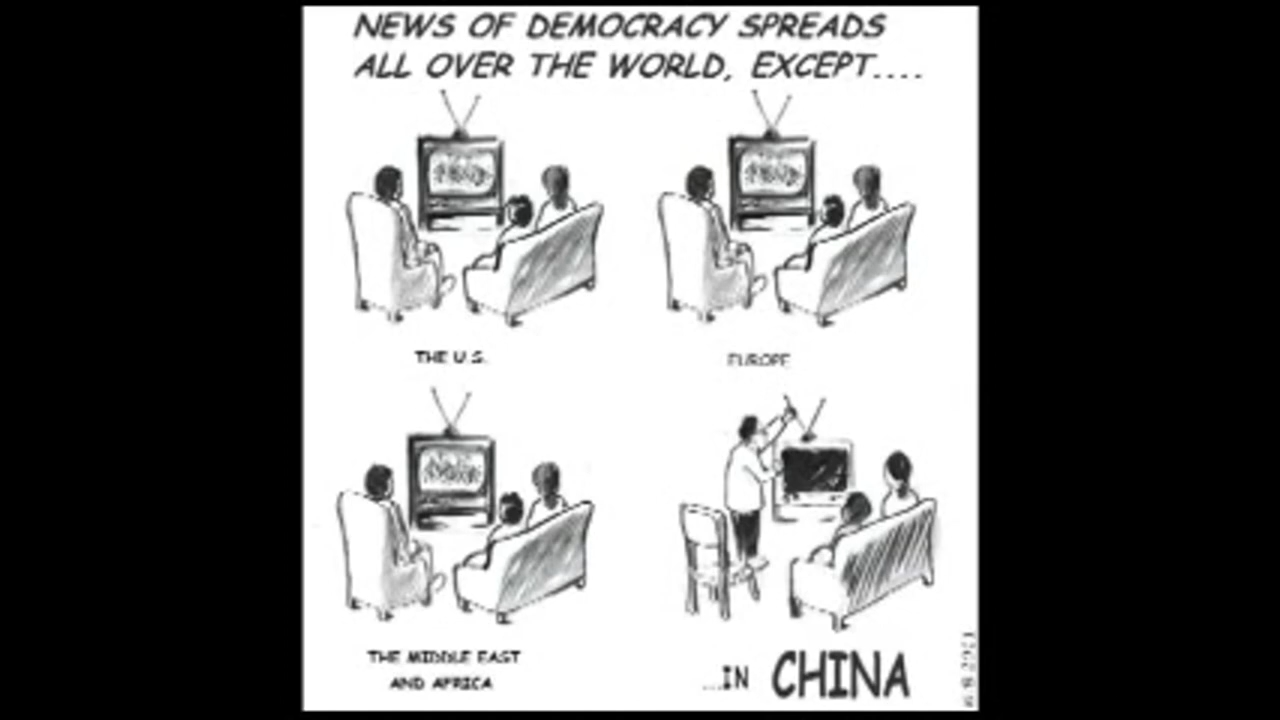 NEWS OF DEMOCRACY SPREADS
ALL OVER THE WORLD, EXCEPT....
THE U.S.
EUROPE
THE MIDDLE EAST
AND AFRICA
...IN CHINA